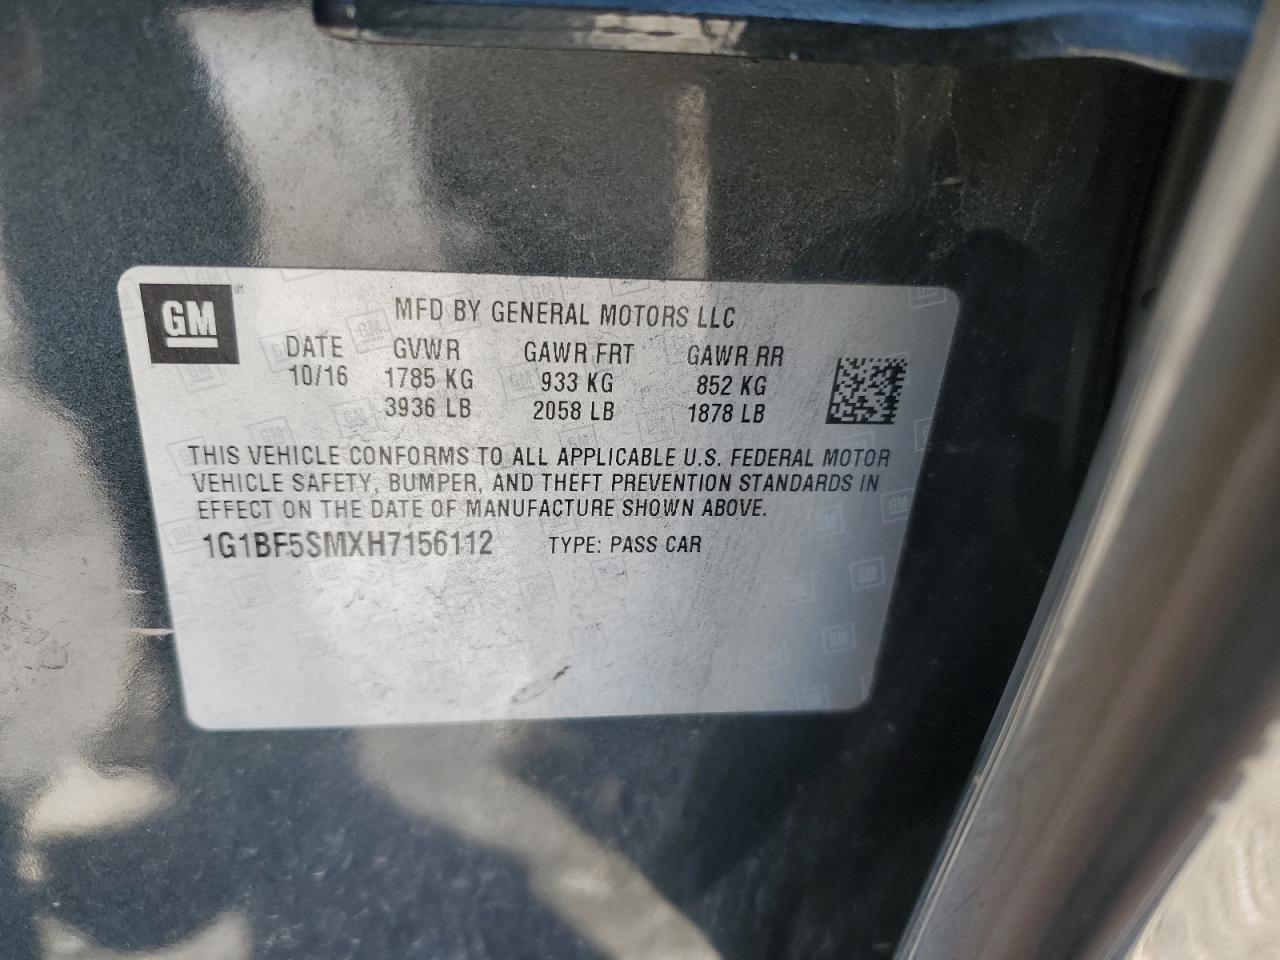 GM
MFD BY GENERAL MOTORS LLC
DATE GVWR GAWR FRT GAWR RR
10/16 1785 KG 933 KG 852 KG
3936 LB 2058 LB 1878 LB
THIS VEHICLE CONFORMS TO ALL APPLICABLE U.S. FEDERAL MOTOR
VEHICLE SAFETY, BUMPER, AND THEFT PREVENTION STANDARDS IN
EFFECT ON THE DATE OF MANUFACTURE SHOWN ABOVE.
1G1BF5SMXH7156112 TYPE: PASS CAR